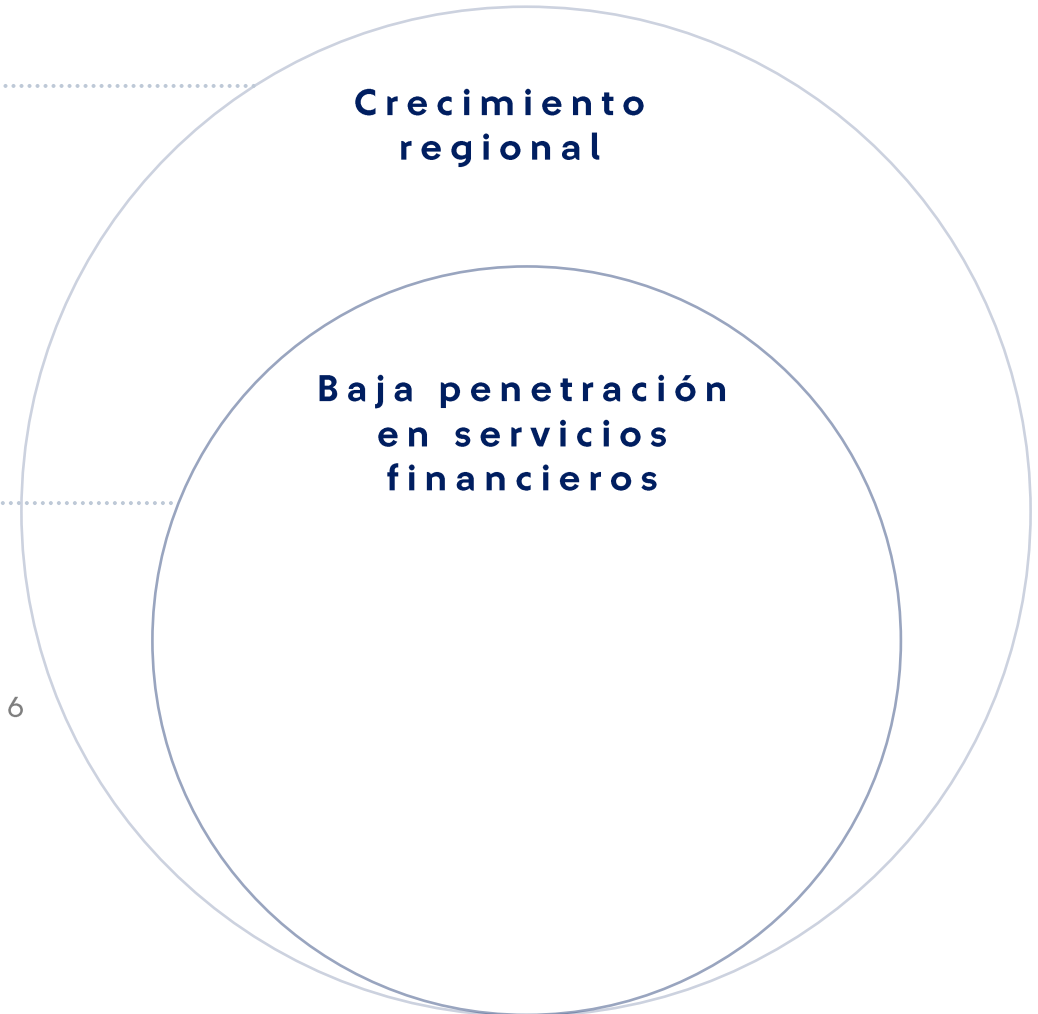 Crecimiento
regional
Baja penetración
en servicios
financieros
6